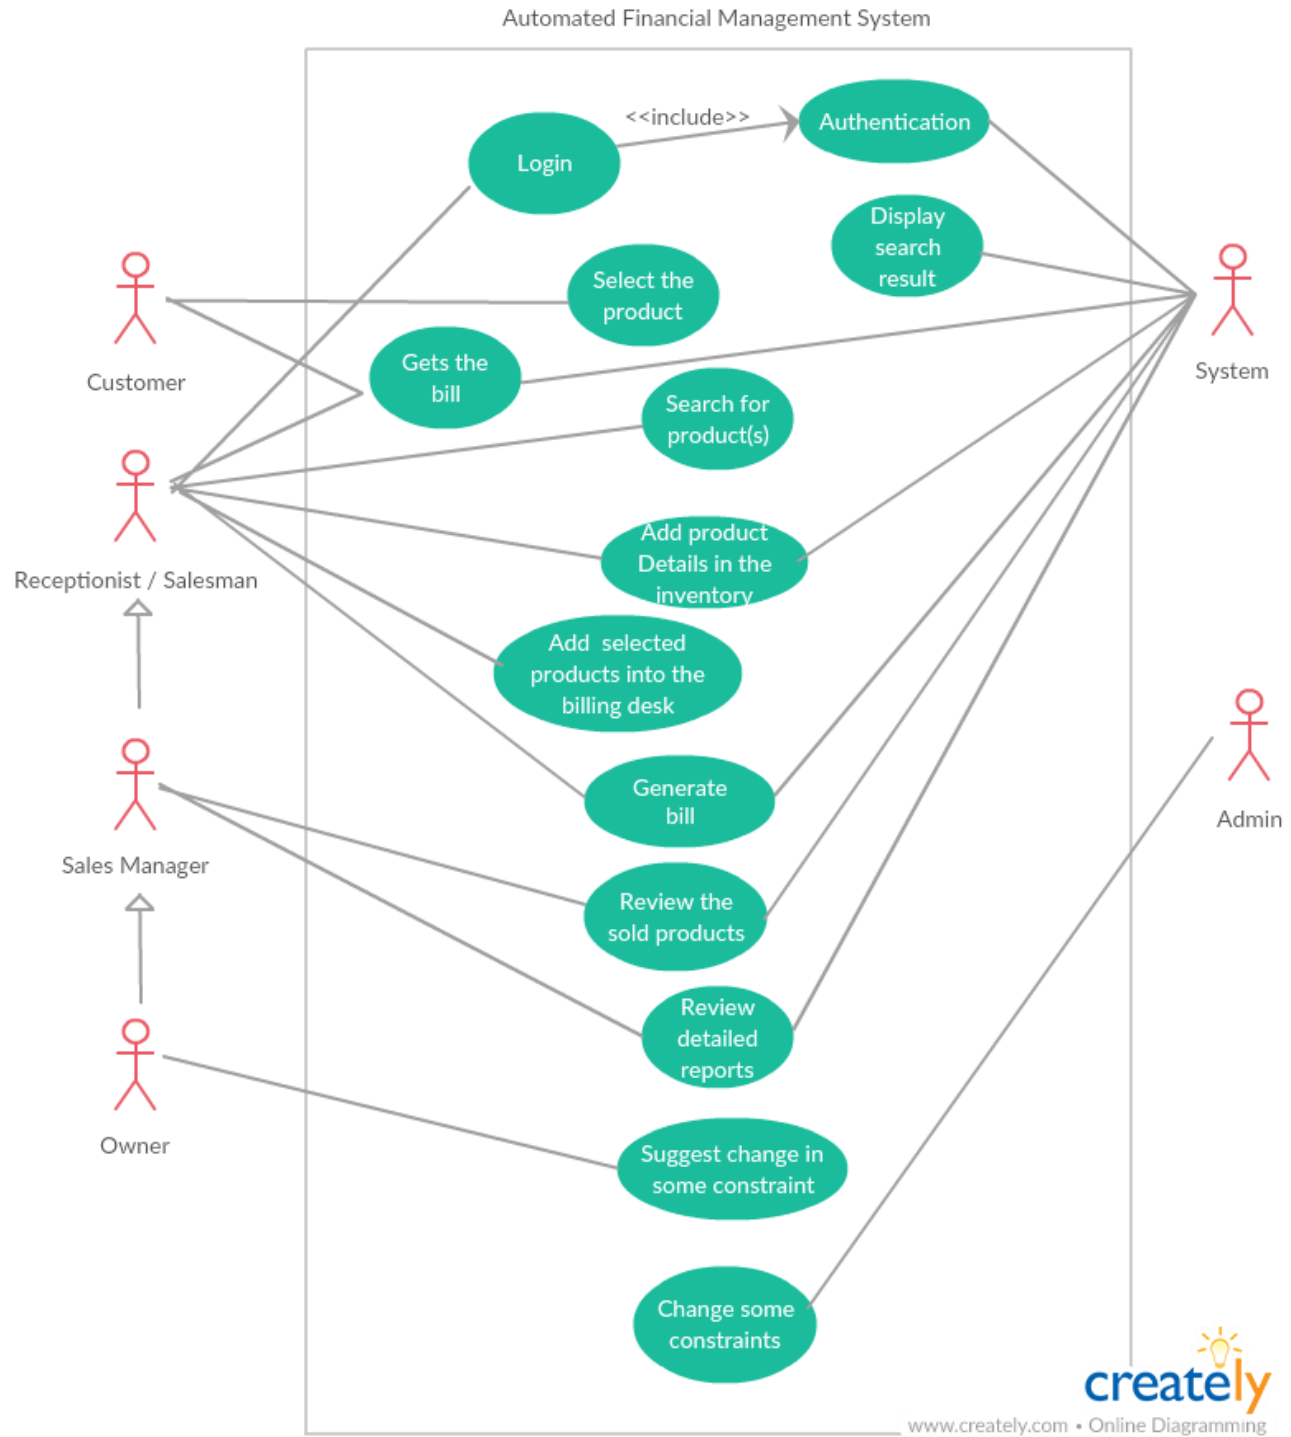 Automated Financial Management System
<<include>>
Authentication
Login
Display
search
result
Select the
product
Customer
System
Gets the
bill
Search for
product(s)
Receptionist / Salesman
Add product
Details in the
inventory
Add  selected
products into the
billing desk
Generate
bill
Admin
Sales Manager
Review the
sold products
Review
detailed
reports
Owner
Suggest change in
some constraint
Change some
constraints
creately
www.creately.com • Online Diagramming